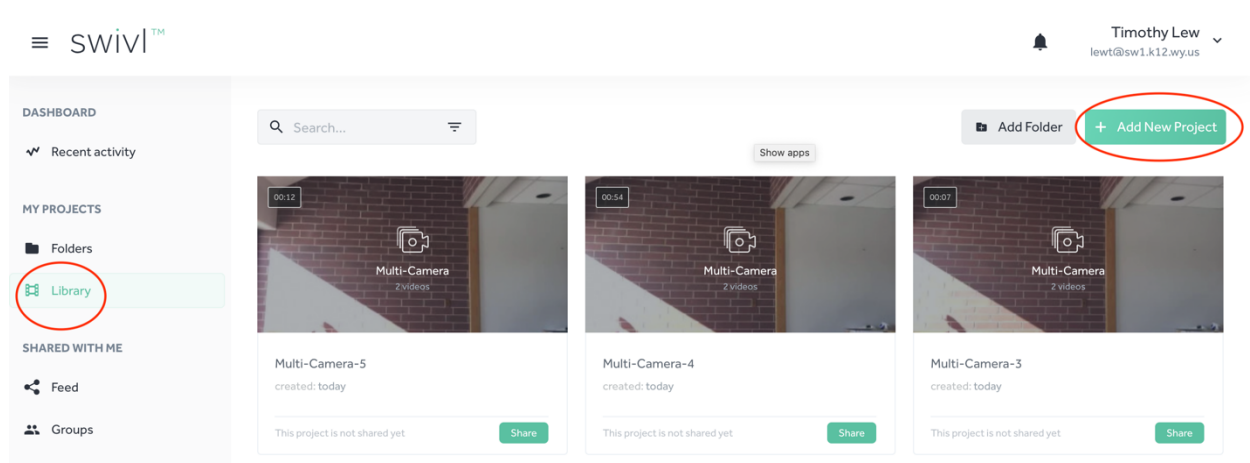 swivl™
Timothy Lew
lewt@sw1.k12.wy.us
DASHBOARD
Recent activity
MY PROJECTS
Folders
Library
SHARED WITH ME
Feed
Groups
Search...
Add Folder
+ Add New Project
Show apps
00:12
Multi-Camera
2 videos
Multi-Camera-5
created: today
This project is not shared yet
Share
00:54
Multi-Camera
2 videos
Multi-Camera-4
created: today
This project is not shared yet
Share
00:07
Multi-Camera
2 videos
Multi-Camera-3
created: today
This project is not shared yet
Share